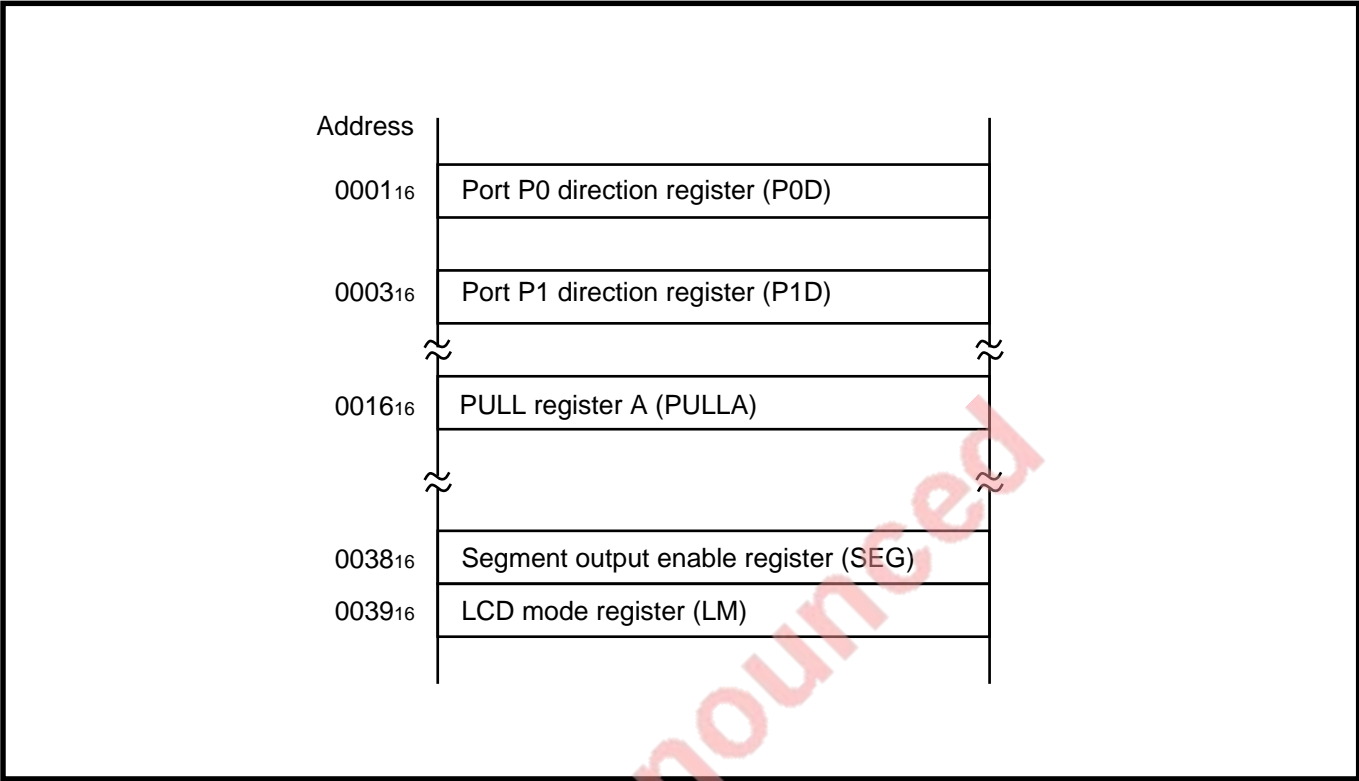 Address
0001₁₆ Port P0 direction register (P0D)
0003₁₆ Port P1 direction register (P1D)
0016₁₆ PULL register A (PULLA)
0038₁₆ Segment output enable register (SEG)
0039₁₆ LCD mode register (LM)
nounced